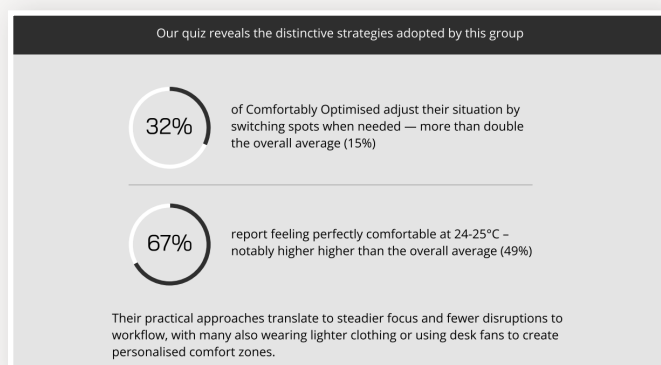 Our quiz reveals the distinctive strategies adopted by this group
32%
of Comfortably Optimised adjust their situation by
switching spots when needed — more than double
the overall average (15%)
67%
report feeling perfectly comfortable at 24-25°C –
notably higher higher than the overall average (49%)
Their practical approaches translate to steadier focus and fewer disruptions to
workflow, with many also wearing lighter clothing or using desk fans to create
personalised comfort zones.